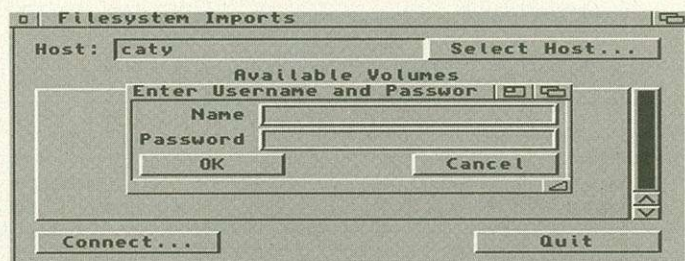 Filesystem Imports
Host: caty Select Host...
Available Volumes
Enter Username and Passwor
Name
Password
OK Cancel
Connect... Quit